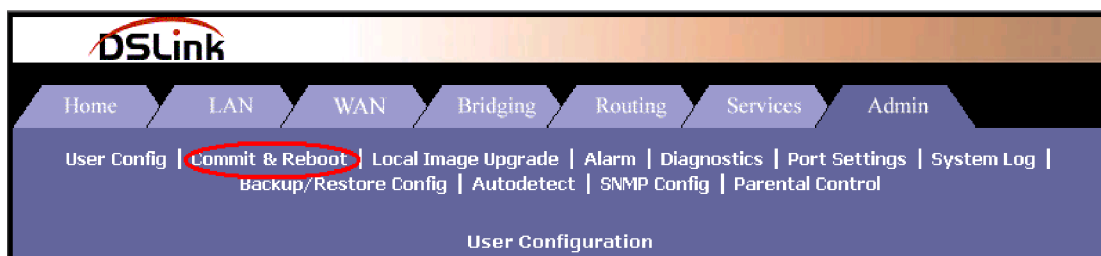 DSLink
Home LAN WAN Bridging Routing Services Admin
User Config | Commit & Reboot | Local Image Upgrade | Alarm | Diagnostics | Port Settings | System Log |
Backup/Restore Config | Autodetect | SNMP Config | Parental Control
User Configuration